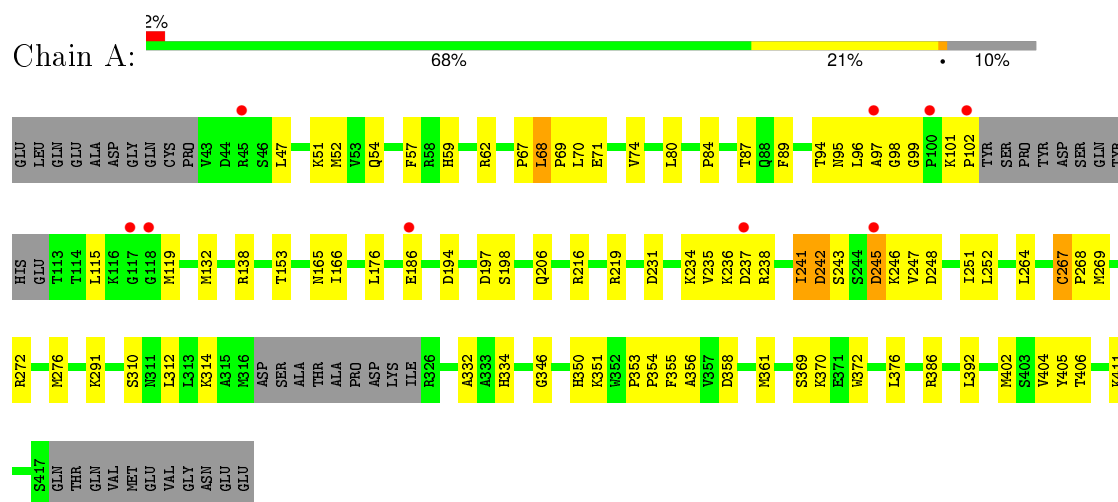 2%
Chain A:
68% 21% • 10%
GLU LEU GLN GLU ALA ASP GLY GLN CYS PRO V43 D44 R45 S46 L47 K51 M52 V53 Q54 F57 R58 H59 R62 P67 L68 P69 L70 E71 V74 L80 P84 T87 Q88 F89 T94 N95 L96 A97 G98 G99 P100 K101 P102 TYR SER PRO TYR ASP SER GLN TYR
HIS GLU T113 T114 L115 K116 G117 G118 M119 M132 R138 T153 N165 I166 L176 E186 D194 D197 S198 Q206 R216 R219 D231 K234 V235 K236 D237 R238 I241 D242 S243 S244 D245 K246 V247 D248 I251 L252 L264 C267 P268 M269
R272 M276 K291 S310 N311 L312 L313 K314 A315 M316 ASP SER ALA THR ALA PRO ASP LYS ILE R326 A332 A333 H334 G346 H350 K351 W352 P353 P354 F355 A356 V357 D358 M361 S369 K370 E371 W372 L376 R386 L392 M402 S403 V404 Y405 T406 K411
S417 GLN THR GLN VAL MET GLU VAL GLY ASN GLU GLU